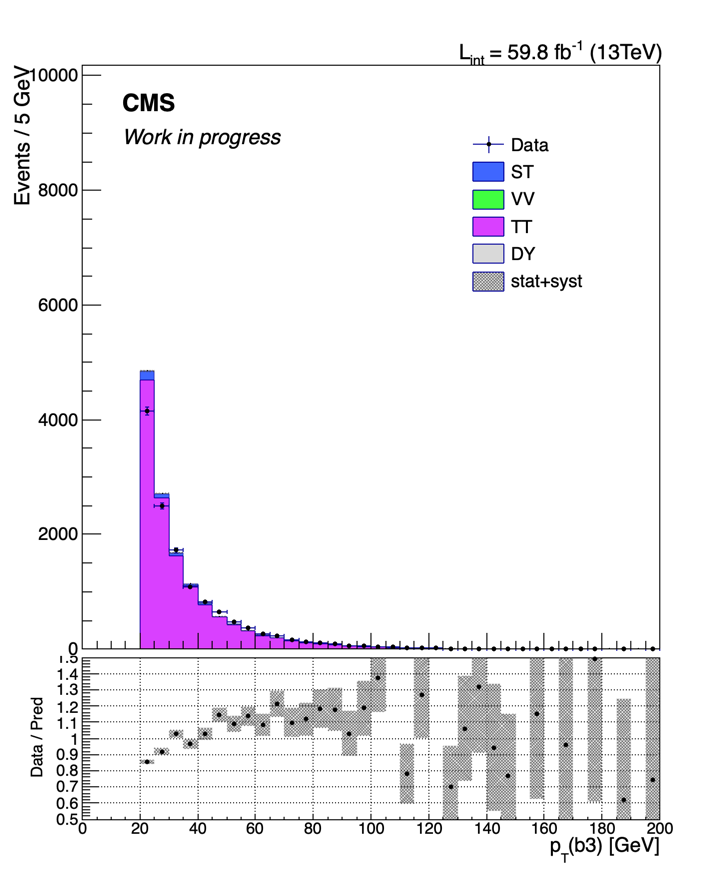 L_int = 59.8 fb⁻¹ (13TeV)
Events / 5 GeV
10000
8000
6000
4000
2000
0
CMS
Work in progress
Data
ST
VV
TT
DY
stat+syst
Data / Pred
1.5
1.4
1.3
1.2
1.1
1
0.9
0.8
0.7
0.6
0.5
0 20 40 60 80 100 120 140 160 180 200
p_T(b3) [GeV]